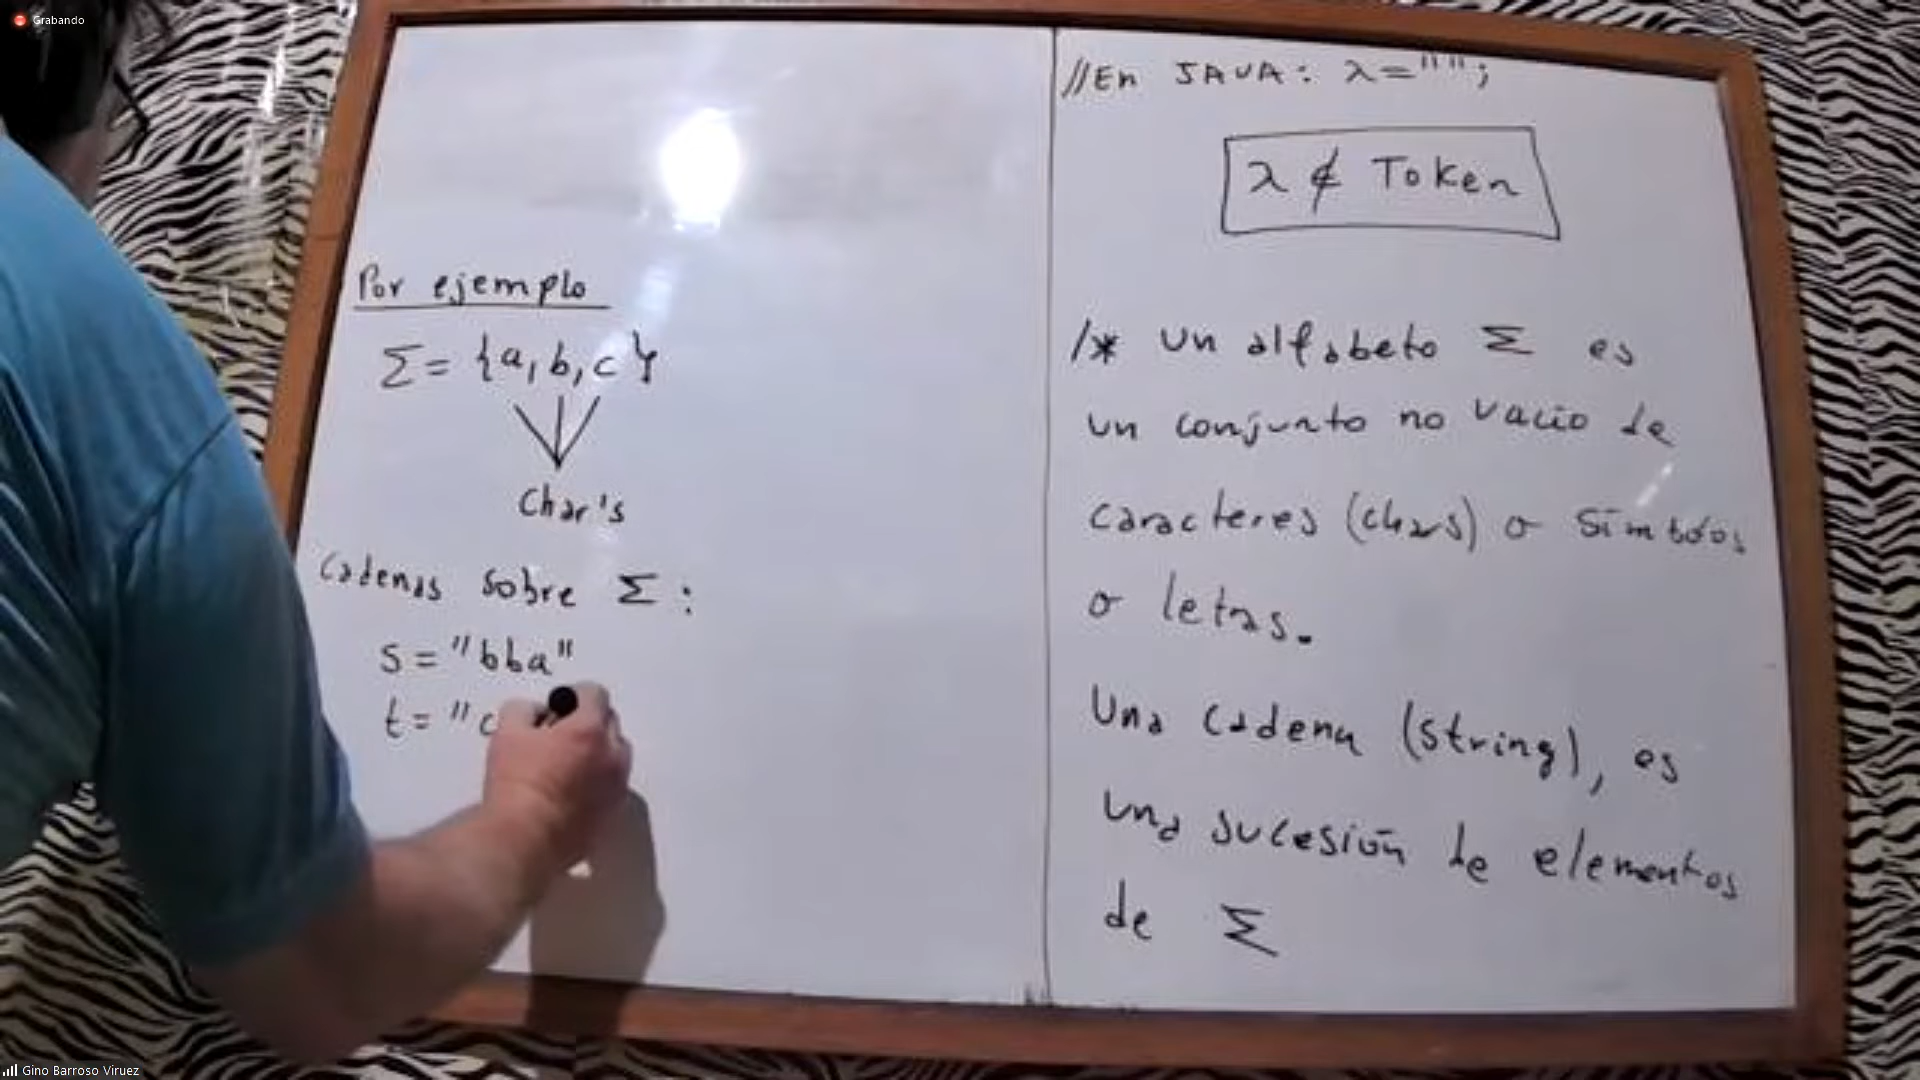 Grabando
Por ejemplo
Σ = {a, b, c}
Char's
Cadenas sobre Σ :
s = "bba"
t = "c
//En JAVA: λ = "";
λ ∉ Token
/* Un alfabeto Σ es
un conjunto no vacio de
caracteres (chars) o simbolos
o letras.
Una cadena (string), es
una sucesión de elementos
de Σ
Gino Barroso Viruez